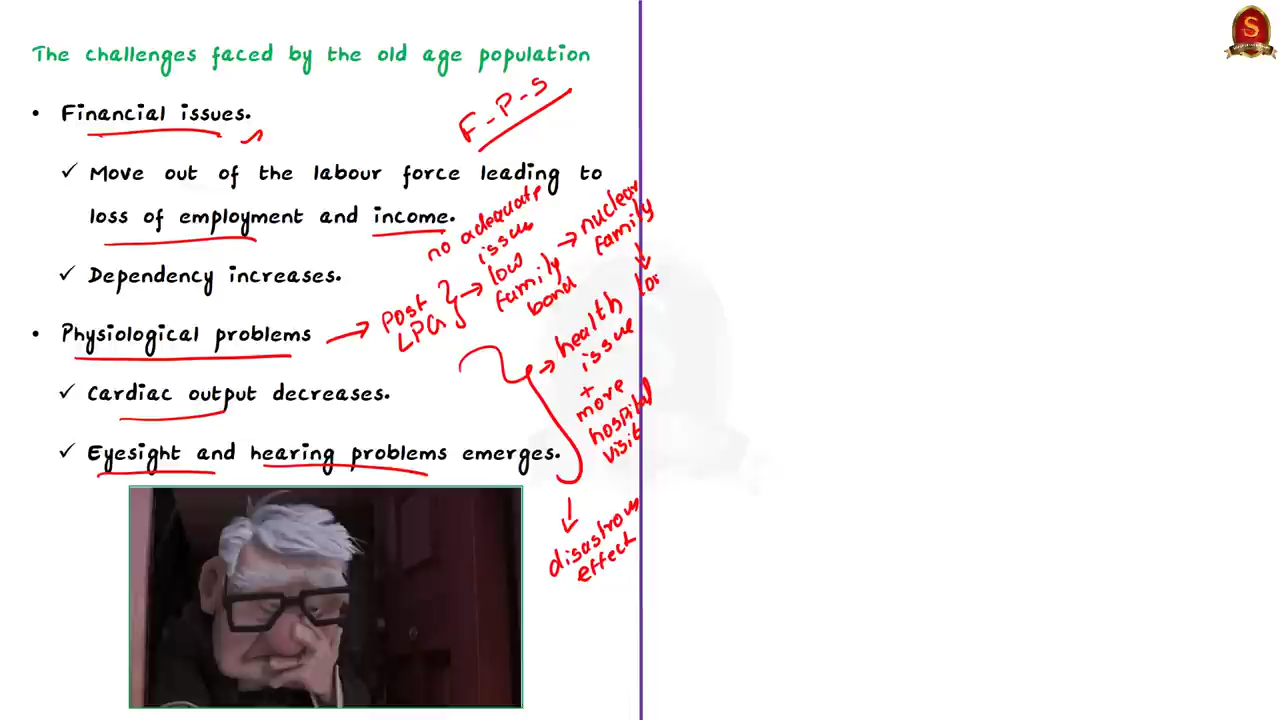 The challenges faced by the old age population
F-P-S
• Financial issues.
✓ Move out of the labour force leading to
loss of employment and income.
✓ Dependency increases.
• Physiological problems
→ Post
LPG
→ low
family
bond
no adequate
issue
→ nuclear
family
✓ Cardiac output decreases.
✓ Eyesight and hearing problems emerges.
→ health
issue
+
more
hospital
visit
disastrous
effect
S